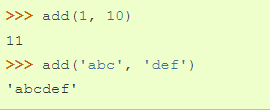 >>> add(1, 10)
11
>>> add('abc', 'def')
'abcdef'